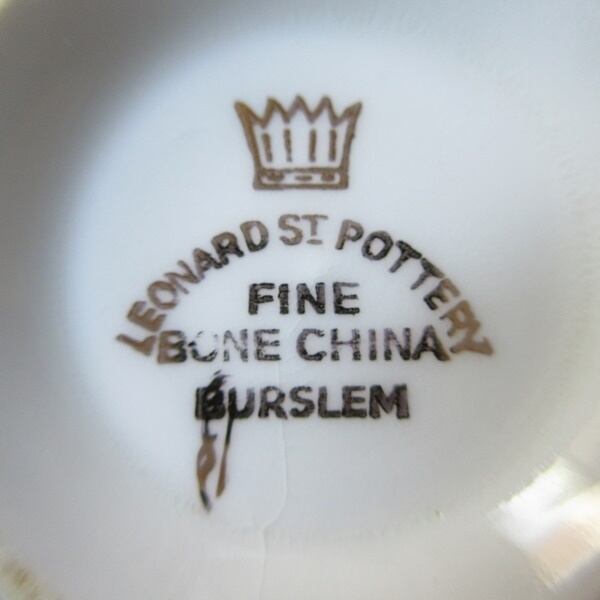 LEONARD ST POTTERY
FINE
BONE CHINA
BURSLEM